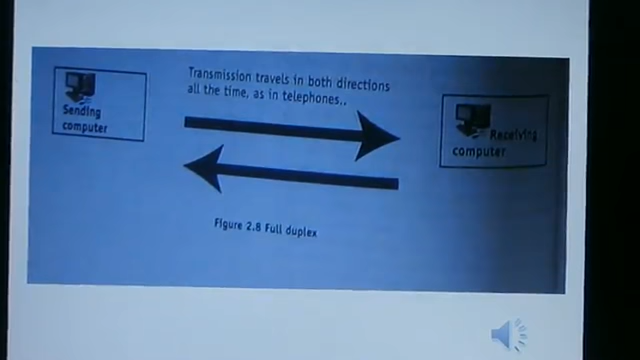 Transmission travels in both directions
all the time, as in telephones..
Sending
computer
Receiving
computer
Figure 2.8 Full duplex